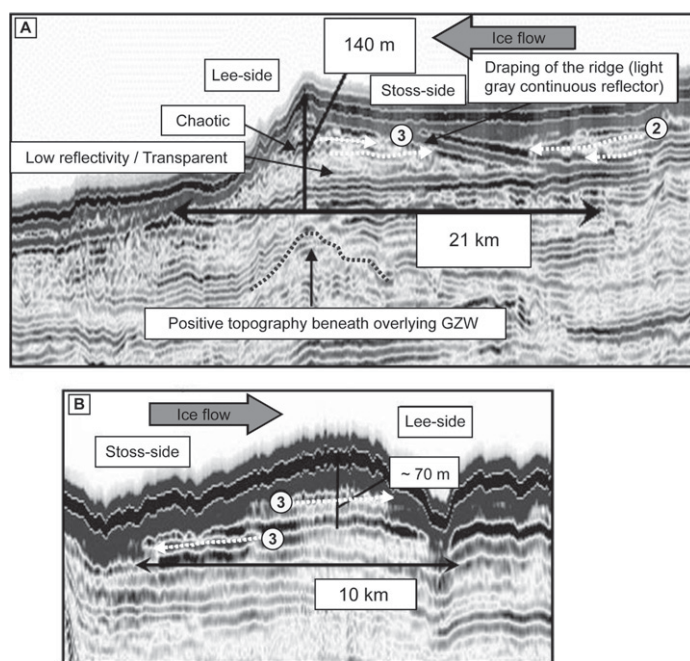 A
Ice flow
140 m
Lee-side
Stoss-side
Draping of the ridge (light
gray continuous reflector)
Chaotic
3
2
Low reflectivity / Transparent
21 km
Positive topography beneath overlying GZW
B
Ice flow
Lee-side
Stoss-side
~ 70 m
3
3
10 km